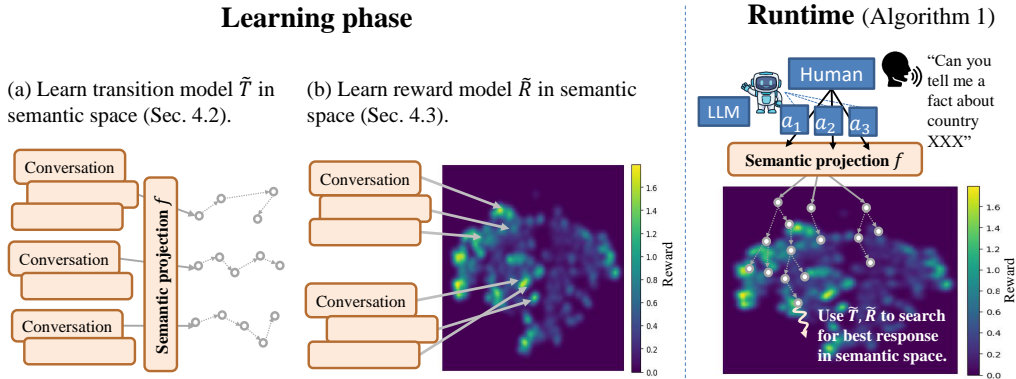 Learning phase
(a) Learn transition model T̃ in
semantic space (Sec. 4.2).
Conversation
Conversation
Conversation
Semantic projection f
(b) Learn reward model R̃ in semantic
space (Sec. 4.3).
Conversation
Conversation
1.6
1.4
1.2
1.0
0.8
0.6
0.4
0.2
0.0
Reward
Runtime (Algorithm 1)
Human
"Can you
tell me a
fact about
country
XXX"
LLM
a1 a2 a3
Semantic projection f
Use T̃, R̃ to search
for best response
in semantic space.
1.6
1.4
1.2
1.0
0.8
0.6
0.4
0.2
0.0
Reward